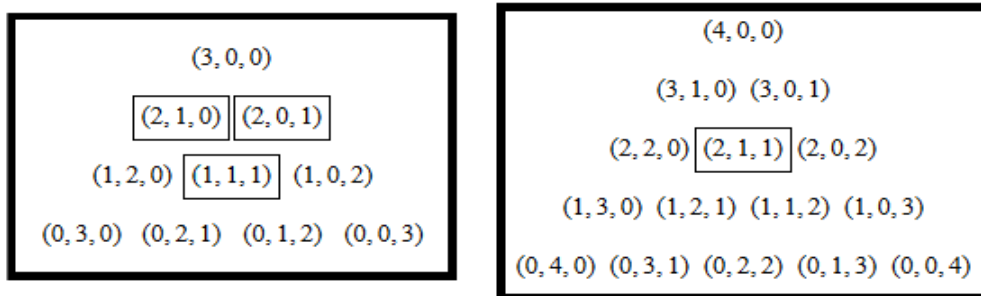 (3, 0, 0)
(2, 1, 0) (2, 0, 1)
(1, 2, 0) (1, 1, 1) (1, 0, 2)
(0, 3, 0) (0, 2, 1) (0, 1, 2) (0, 0, 3)
(4, 0, 0)
(3, 1, 0) (3, 0, 1)
(2, 2, 0) (2, 1, 1) (2, 0, 2)
(1, 3, 0) (1, 2, 1) (1, 1, 2) (1, 0, 3)
(0, 4, 0) (0, 3, 1) (0, 2, 2) (0, 1, 3) (0, 0, 4)